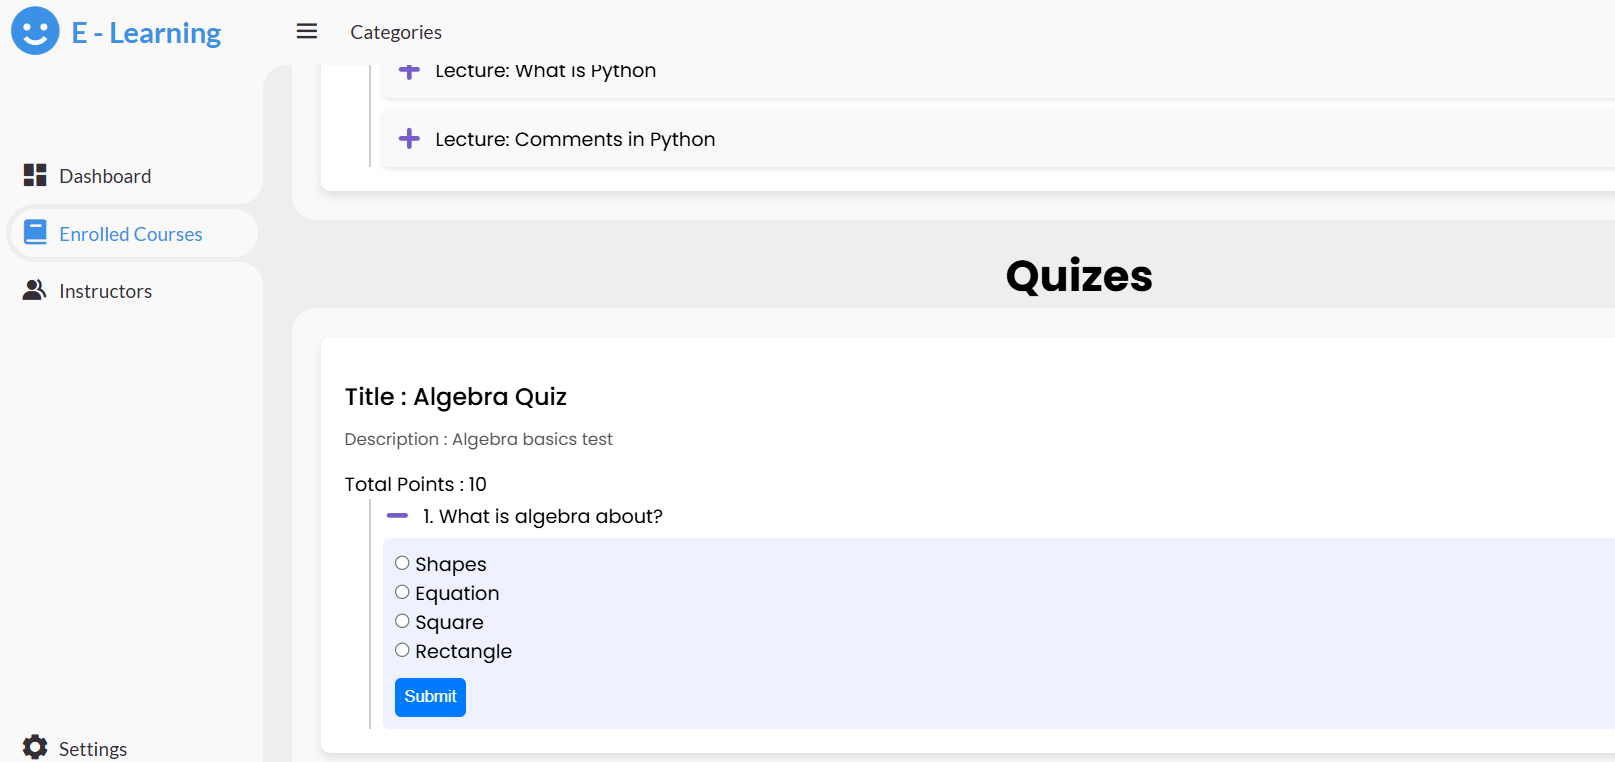 E - Learning
Categories
Lecture: What is Python
Lecture: Comments in Python
Dashboard
Enrolled Courses
Instructors
Quizes
Title : Algebra Quiz
Description : Algebra basics test
Total Points : 10
1. What is algebra about?
Shapes
Equation
Square
Rectangle
Submit
Settings